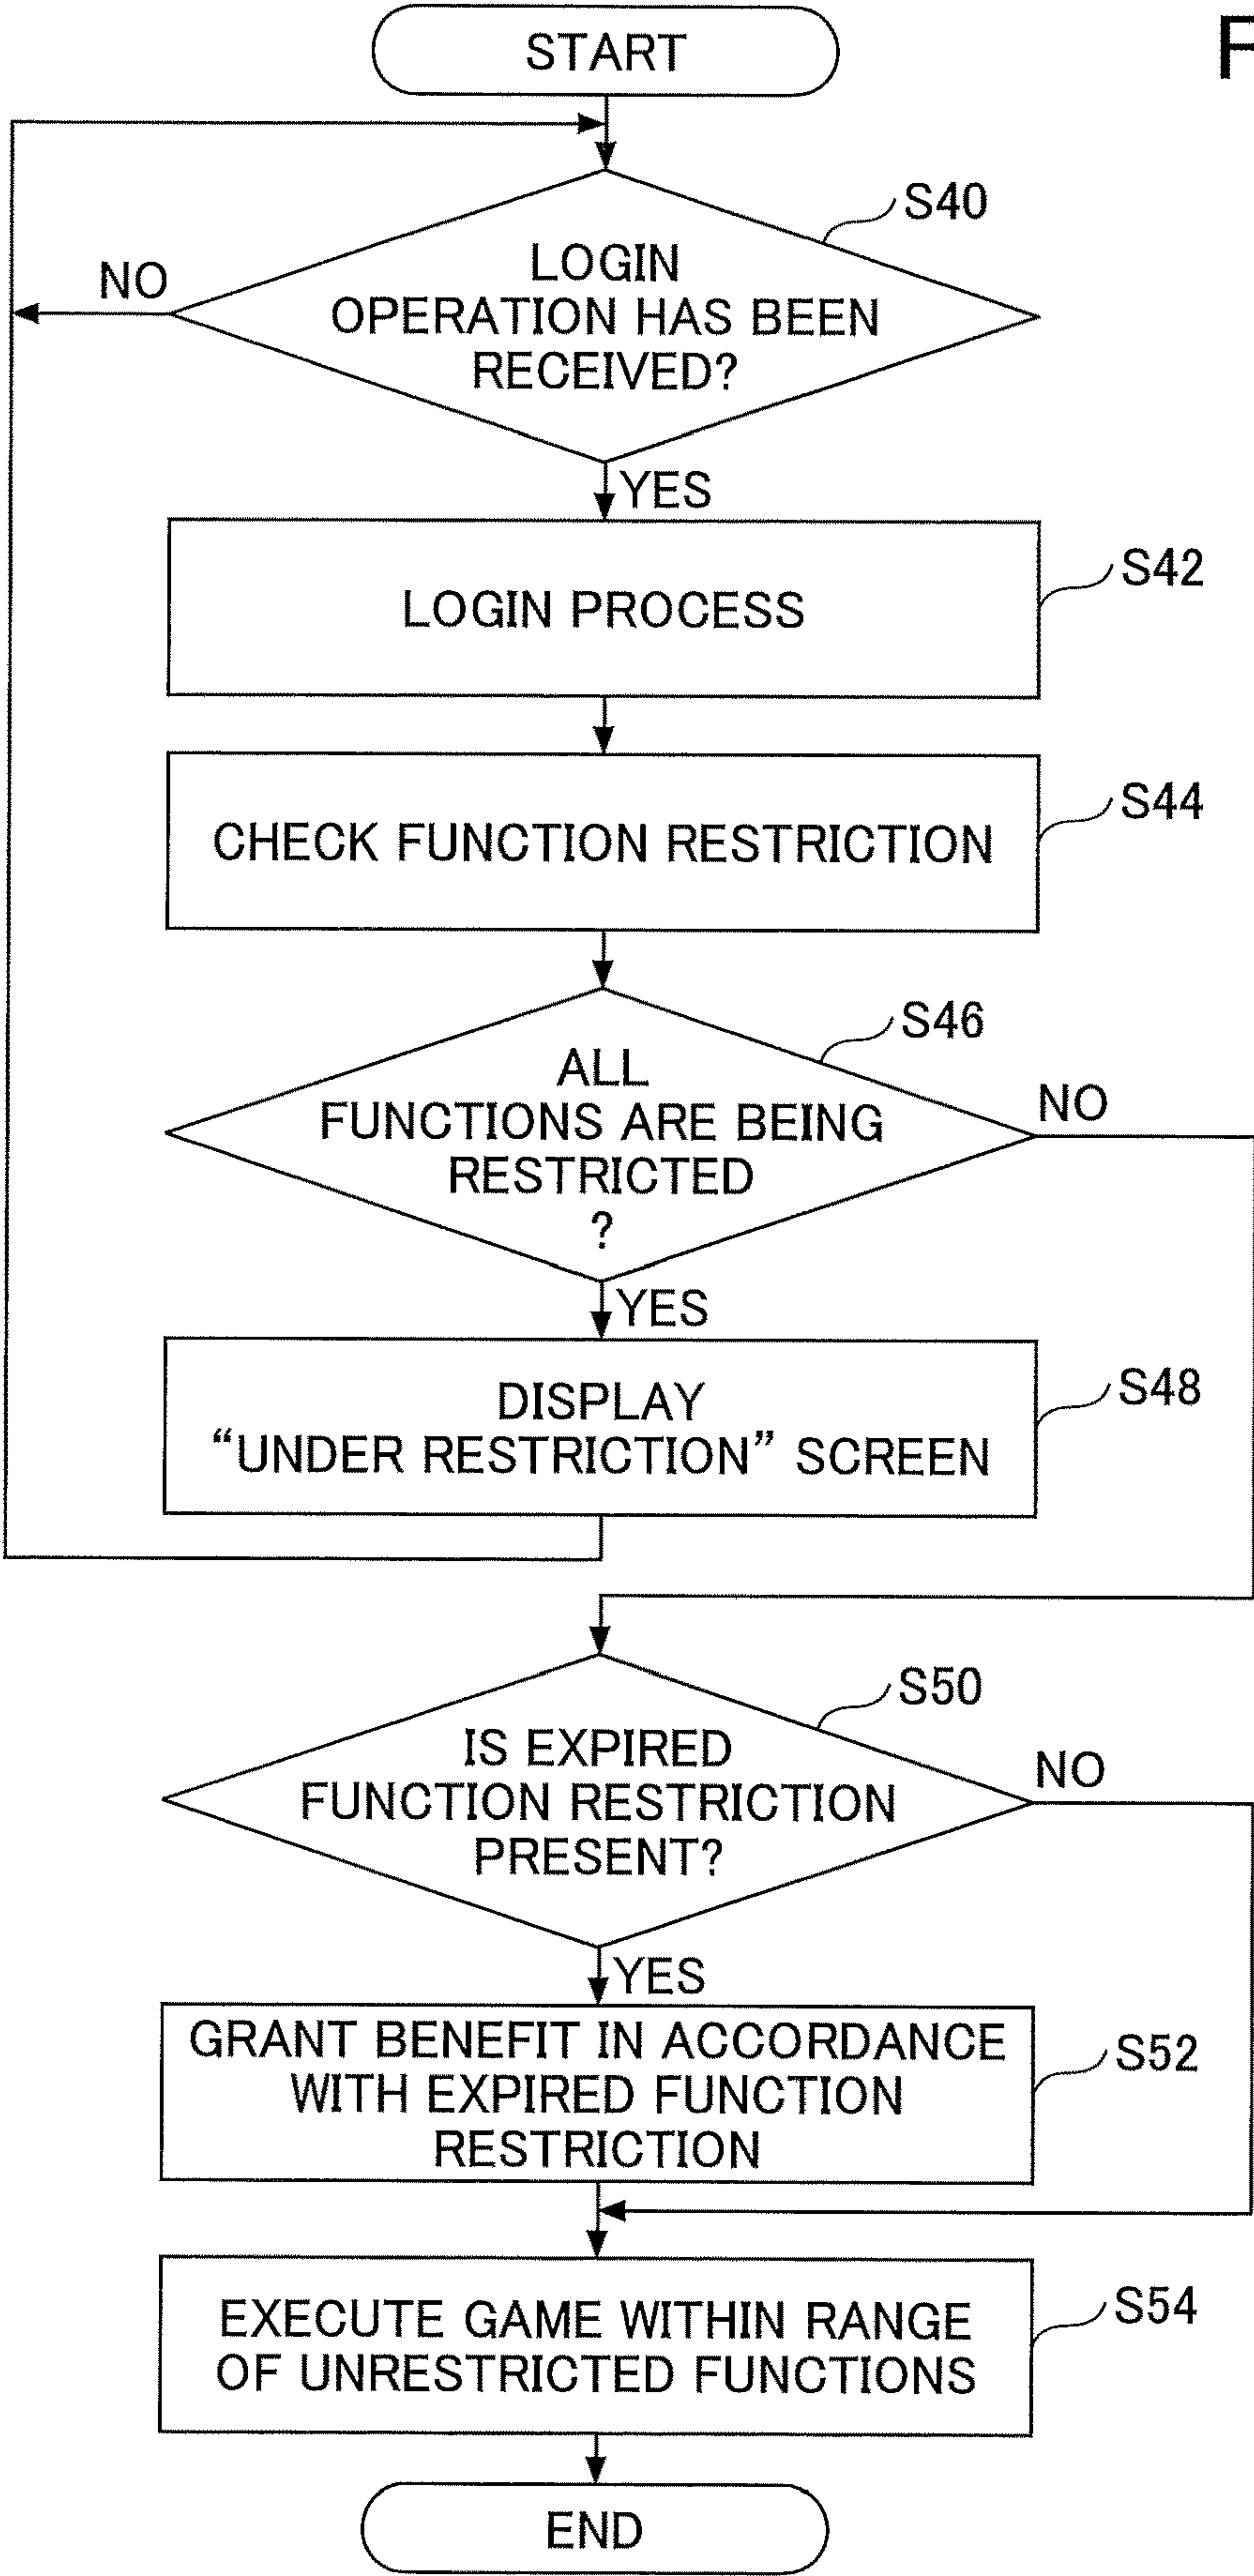 START
F
S40
LOGIN
OPERATION HAS BEEN
RECEIVED?
NO
YES
LOGIN PROCESS
S42
CHECK FUNCTION RESTRICTION
S44
S46
ALL
FUNCTIONS ARE BEING
RESTRICTED
?
NO
YES
DISPLAY
“UNDER RESTRICTION” SCREEN
S48
S50
IS EXPIRED
FUNCTION RESTRICTION
PRESENT?
NO
YES
GRANT BENEFIT IN ACCORDANCE
WITH EXPIRED FUNCTION
RESTRICTION
S52
EXECUTE GAME WITHIN RANGE
OF UNRESTRICTED FUNCTIONS
S54
END